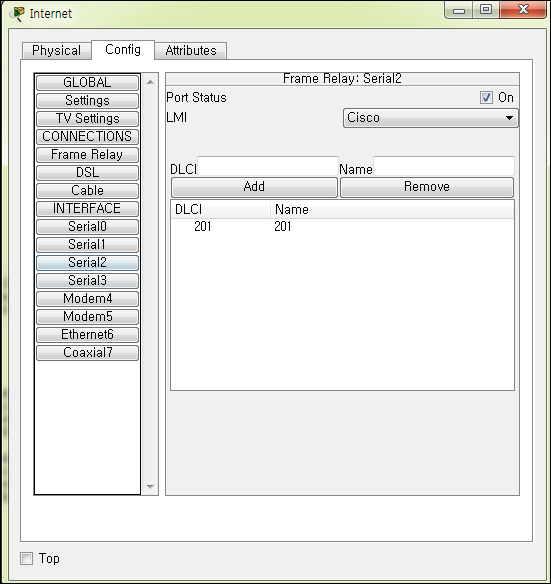 Internet
Physical Config Attributes
GLOBAL
Settings
TV Settings
CONNECTIONS
Frame Relay
DSL
Cable
INTERFACE
Serial0
Serial1
Serial2
Serial3
Modem4
Modem5
Ethernet6
Coaxial7
Frame Relay: Serial2
Port Status On
LMI Cisco
DLCI Name
Add Remove
DLCI Name
201 201
Top